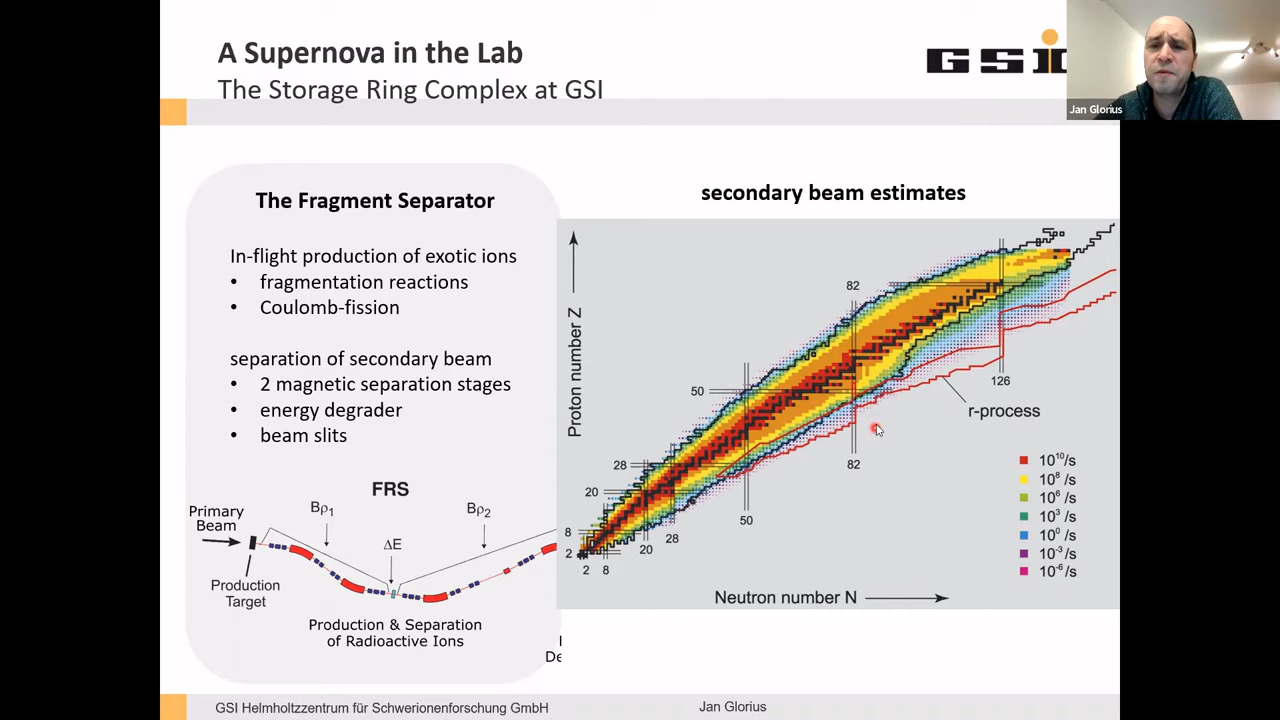 A Supernova in the Lab
The Storage Ring Complex at GSI
GSI
Jan Glorius
The Fragment Separator
In-flight production of exotic ions
• fragmentation reactions
• Coulomb-fission
separation of secondary beam
• 2 magnetic separation stages
• energy degrader
• beam slits
FRS
Primary
Beam
Bρ1
Bρ2
ΔE
Production
Target
Production & Separation
of Radioactive Ions
De
secondary beam estimates
Proton number Z
82
50
28
20
8
2
2
8
20
28
50
82
126
r-process
10¹⁰/s
10⁸/s
10⁶/s
10³/s
10⁰/s
10⁻³/s
10⁻⁶/s
Neutron number N
GSI Helmholtzzentrum für Schwerionenforschung GmbH
Jan Glorius